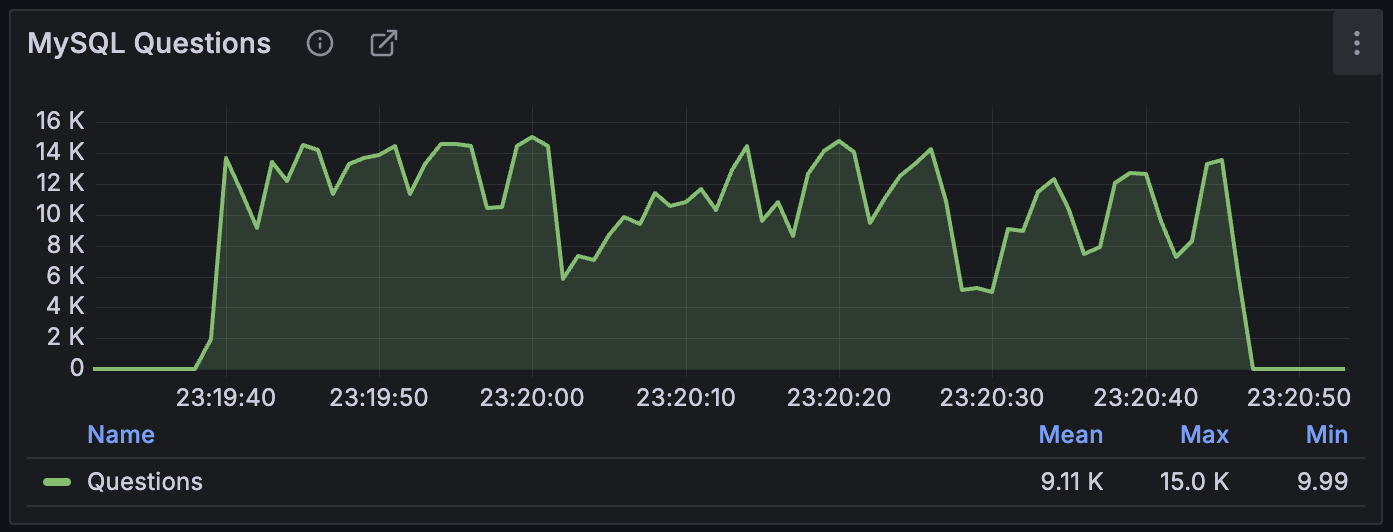 MySQL Questions
16 K
14 K
12 K
10 K
8 K
6 K
4 K
2 K
0
23:19:40 23:19:50 23:20:00 23:20:10 23:20:20 23:20:30 23:20:40 23:20:50
Name Mean Max Min
Questions 9.11 K 15.0 K 9.99